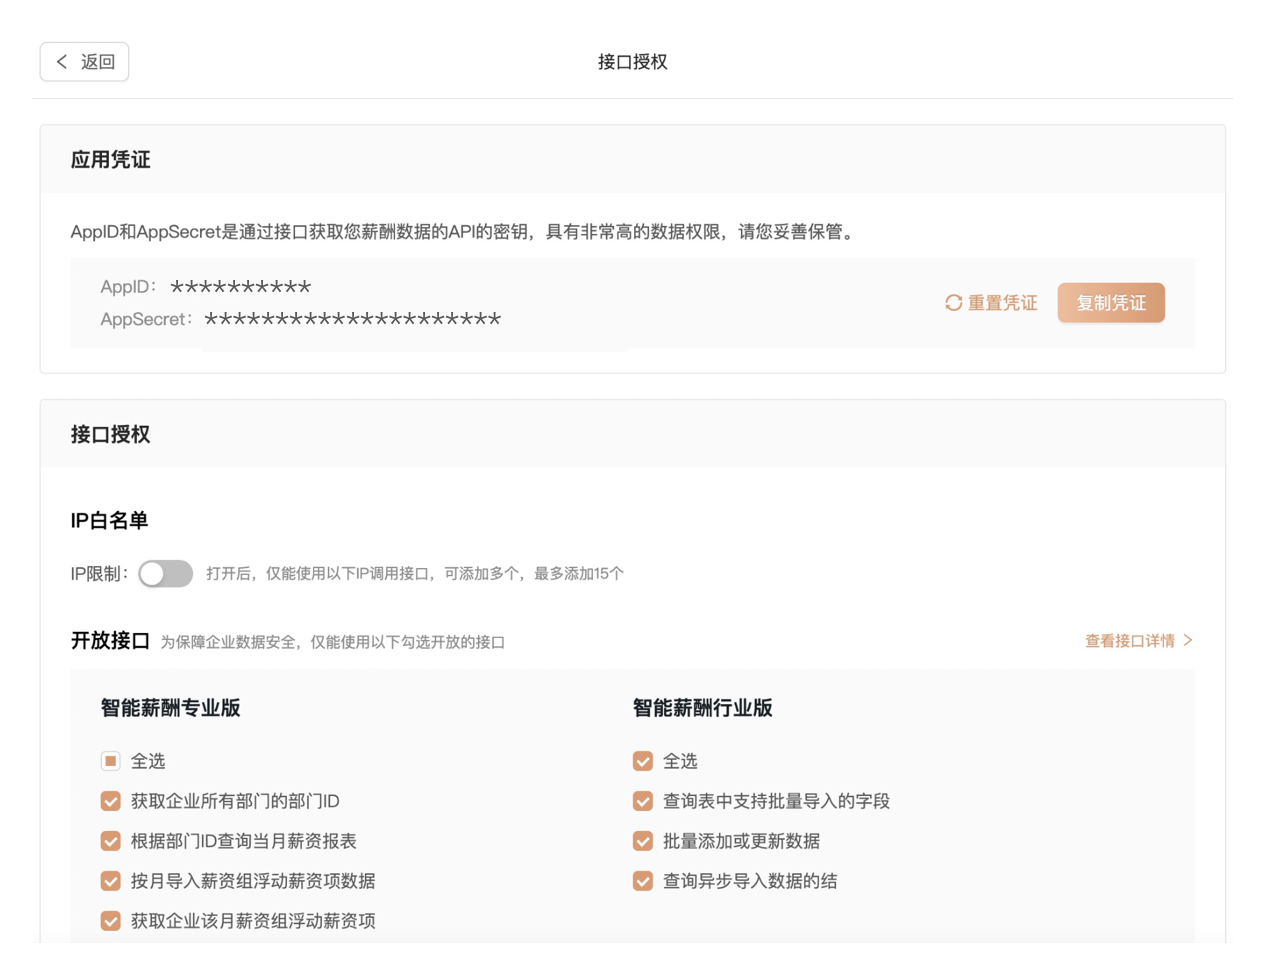 返回
接口授权
应用凭证
AppID和AppSecret是通过接口获取您薪酬数据的API的密钥，具有非常高的数据权限，请您妥善保管。
AppID： **********
AppSecret： *********************
重置凭证
复制凭证
接口授权
IP白名单
IP限制： 打开后，仅能使用以下IP调用接口，可添加多个，最多添加15个
开放接口 为保障企业数据安全，仅能使用以下勾选开放的接口
查看接口详情 >
智能薪酬专业版
全选
获取企业所有部门的部门ID
根据部门ID查询当月薪资报表
按月导入薪资组浮动薪资项数据
获取企业该月薪资组浮动薪资项
智能薪酬行业版
全选
查询表中支持批量导入的字段
批量添加或更新数据
查询异步导入数据的结